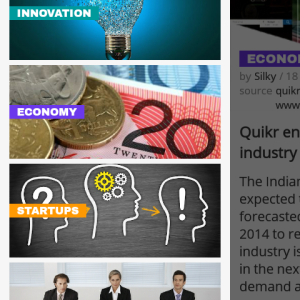 INNOVATION
ECONOMY
20
TWENTY
STARTUPS
? !
ECONO
by Silky / 18
source quikr
www
Quikr en
industry
The Indian
expected
forecasted
2014 to re
industry is
in the nex
demand a